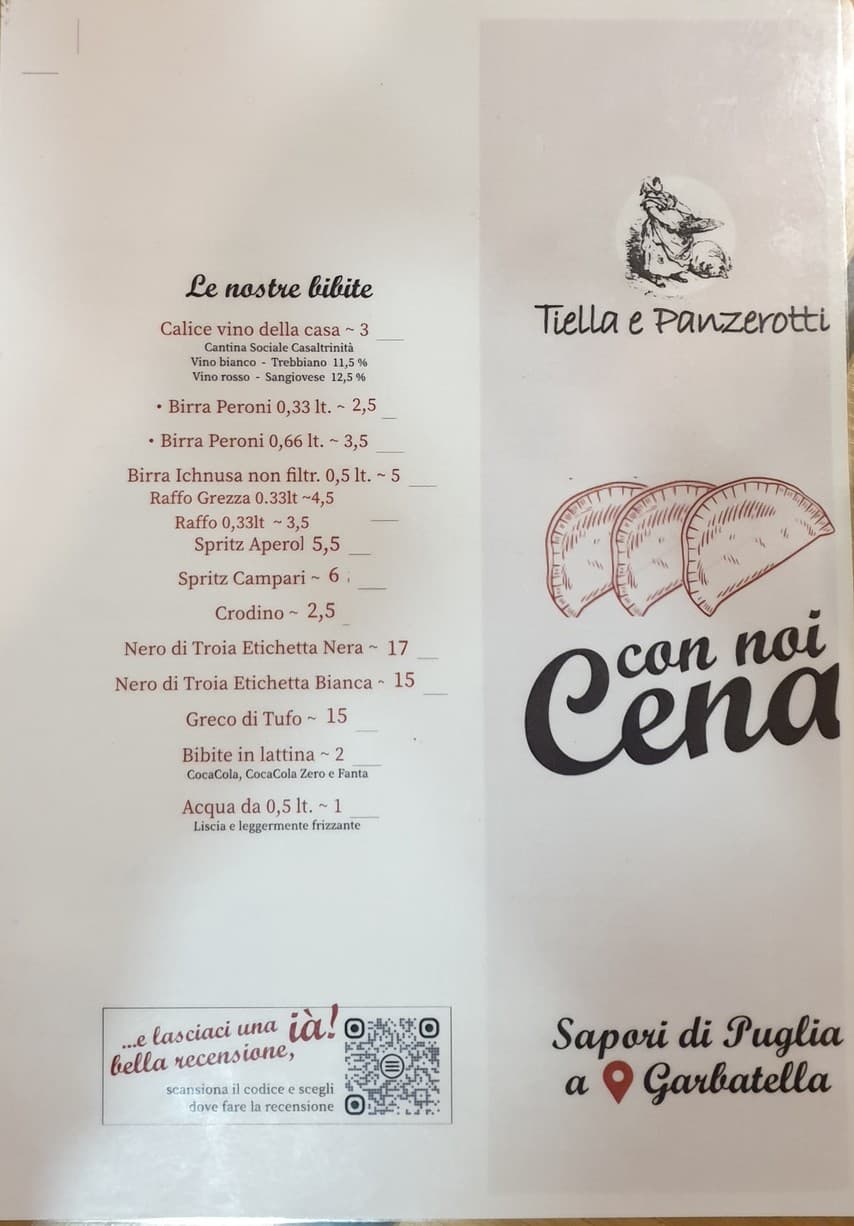 Le nostre bibite
Calice vino della casa ~ 3
Cantina Sociale Casaltrinità
Vino bianco - Trebbiano 11,5 %
Vino rosso - Sangiovese 12,5 %
• Birra Peroni 0,33 lt. ~ 2,5
• Birra Peroni 0,66 lt. ~ 3,5
Birra Ichnusa non filtr. 0,5 lt. ~ 5
Raffo Grezza 0.33lt ~4,5
Raffo 0,33lt ~ 3,5
Spritz Aperol 5,5
Spritz Campari ~ 6
Crodino ~ 2,5
Nero di Troia Etichetta Nera ~ 17
Nero di Troia Etichetta Bianca ~ 15
Greco di Tufo ~ 15
Bibite in lattina ~ 2
CocaCola, CocaCola Zero e Fanta
Acqua da 0,5 lt. ~ 1
Liscia e leggermente frizzante
...e lasciaci una
bella recensione,
ià!
scansiona il codice e scegli
dove fare la recensione
Tiella e Panzerotti
con noi
Cena
Sapori di Puglia
a Garbatella